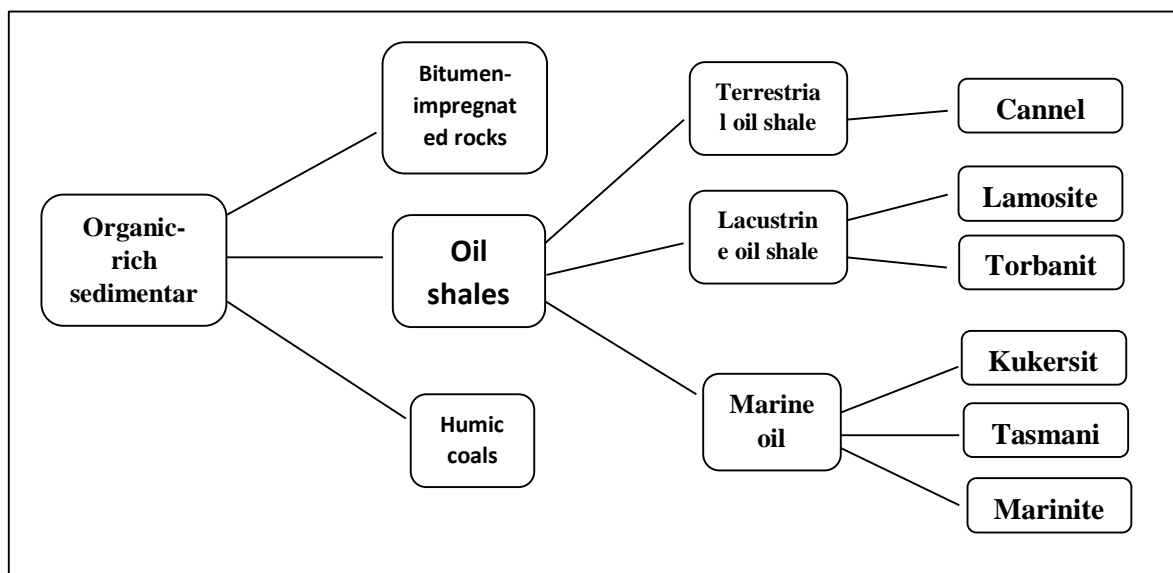 Organic-
rich
sedimentar
Bitumen-
impregnat
ed rocks
Oil
shales
Humic
coals
Terrestria
l oil shale
Lacustrin
e oil shale
Marine
oil
Cannel
Lamosite
Torbanit
Kukersit
Tasmani
Marinite